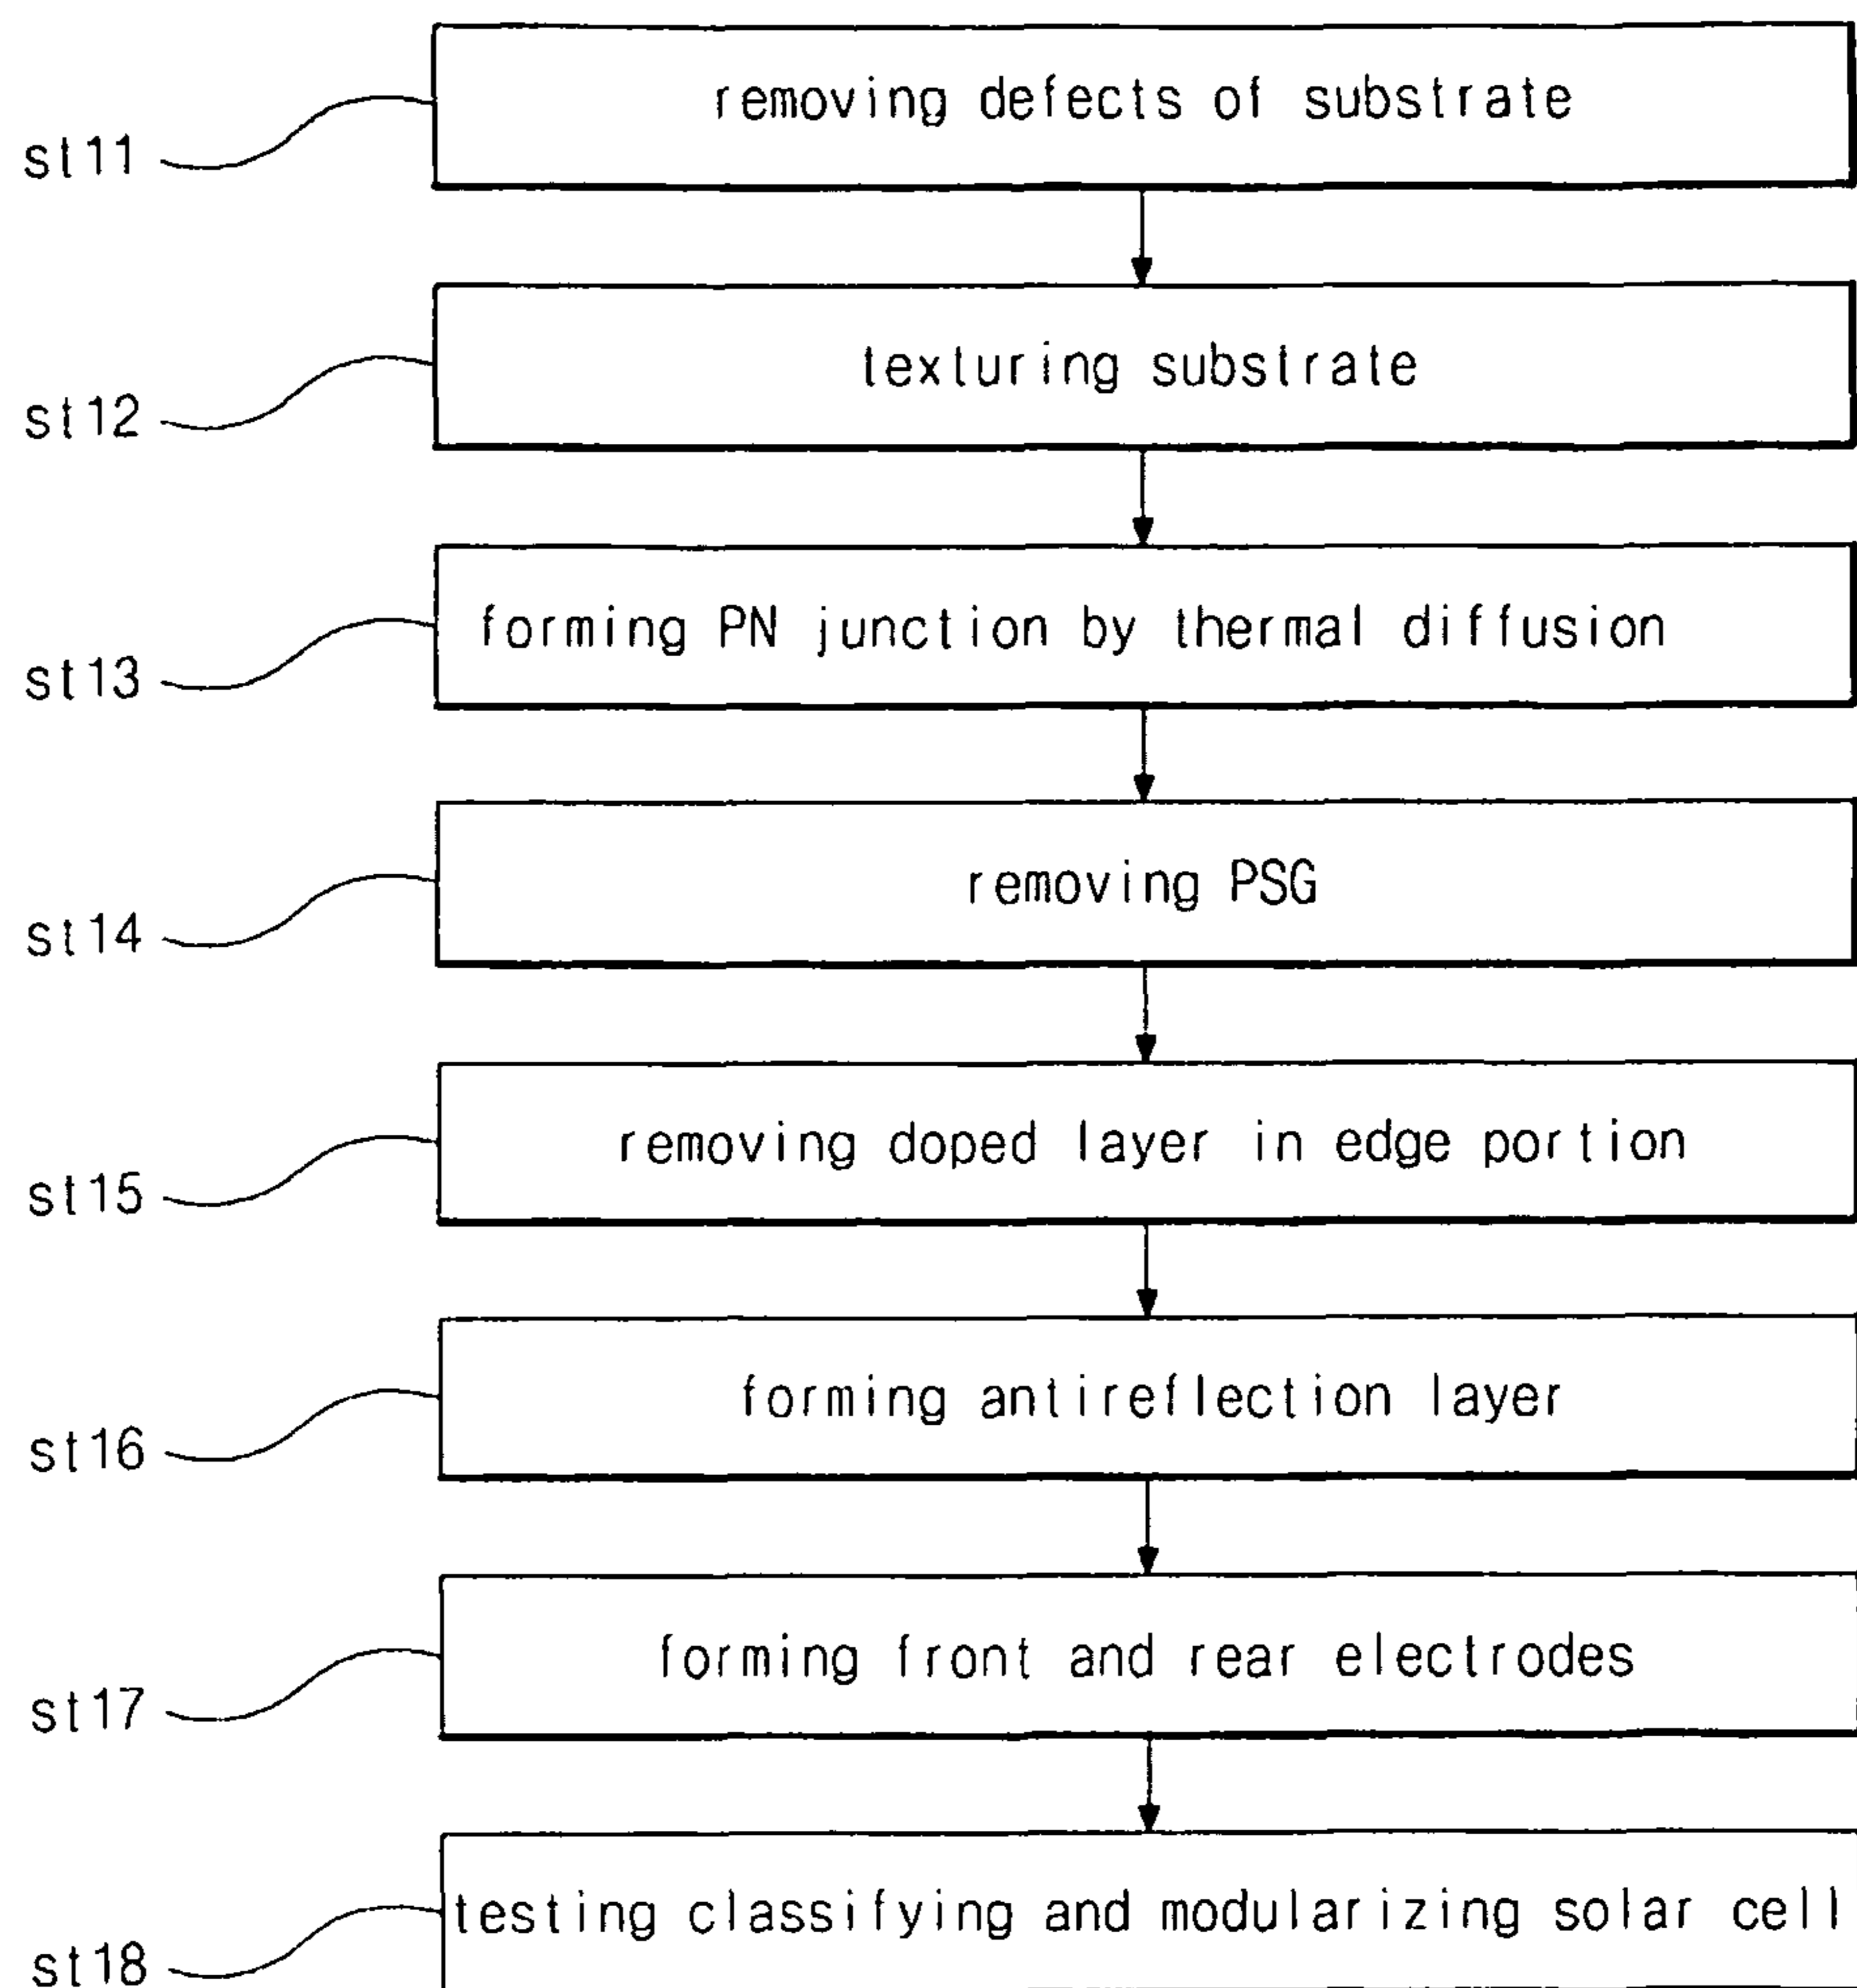 removing defects of substrate
st11
texturing substrate
st12
forming PN junction by thermal diffusion
st13
removing PSG
st14
removing doped layer in edge portion
st15
forming antireflection layer
st16
forming front and rear electrodes
st17
testing classifying and modularizing solar cell
st18